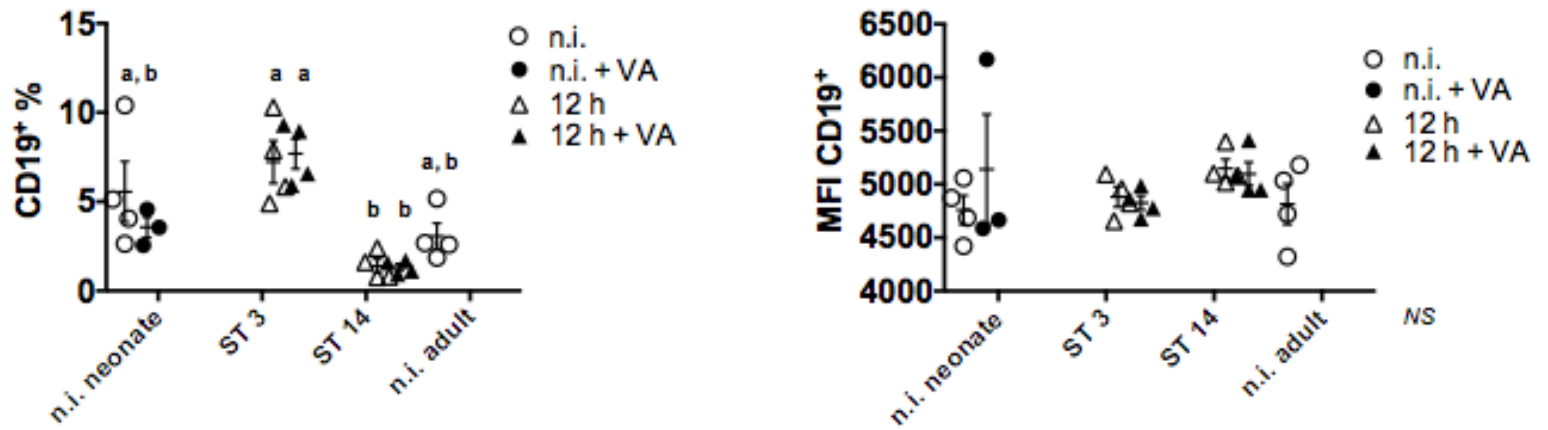 CD19⁺ %
15
10
5
0
a, b
a a
b b
a, b
n.i. neonate
ST 3
ST 14
n.i. adult
n.i.
n.i. + VA
12 h
12 h + VA
MFI CD19⁺
6500
6000
5500
5000
4500
4000
n.i. neonate
ST 3
ST 14
n.i. adult
n.i.
n.i. + VA
12 h
12 h + VA
NS